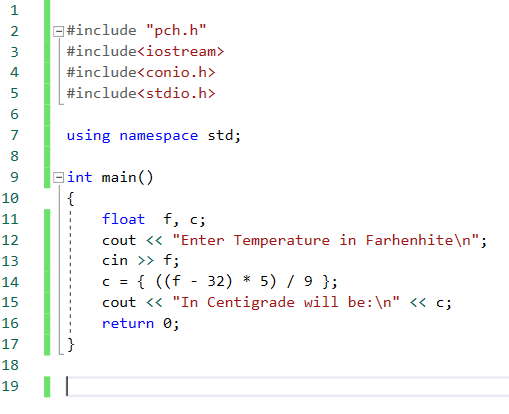 1
2 #include "pch.h"
3 #include<iostream>
4 #include<conio.h>
5 #include<stdio.h>
6
7 using namespace std;
8
9 int main()
10 {
11 float  f, c;
12 cout << "Enter Temperature in Farhenhite\n";
13 cin >> f;
14 c = { ((f - 32) * 5) / 9 };
15 cout << "In Centigrade will be:\n" << c;
16 return 0;
17 }
18
19